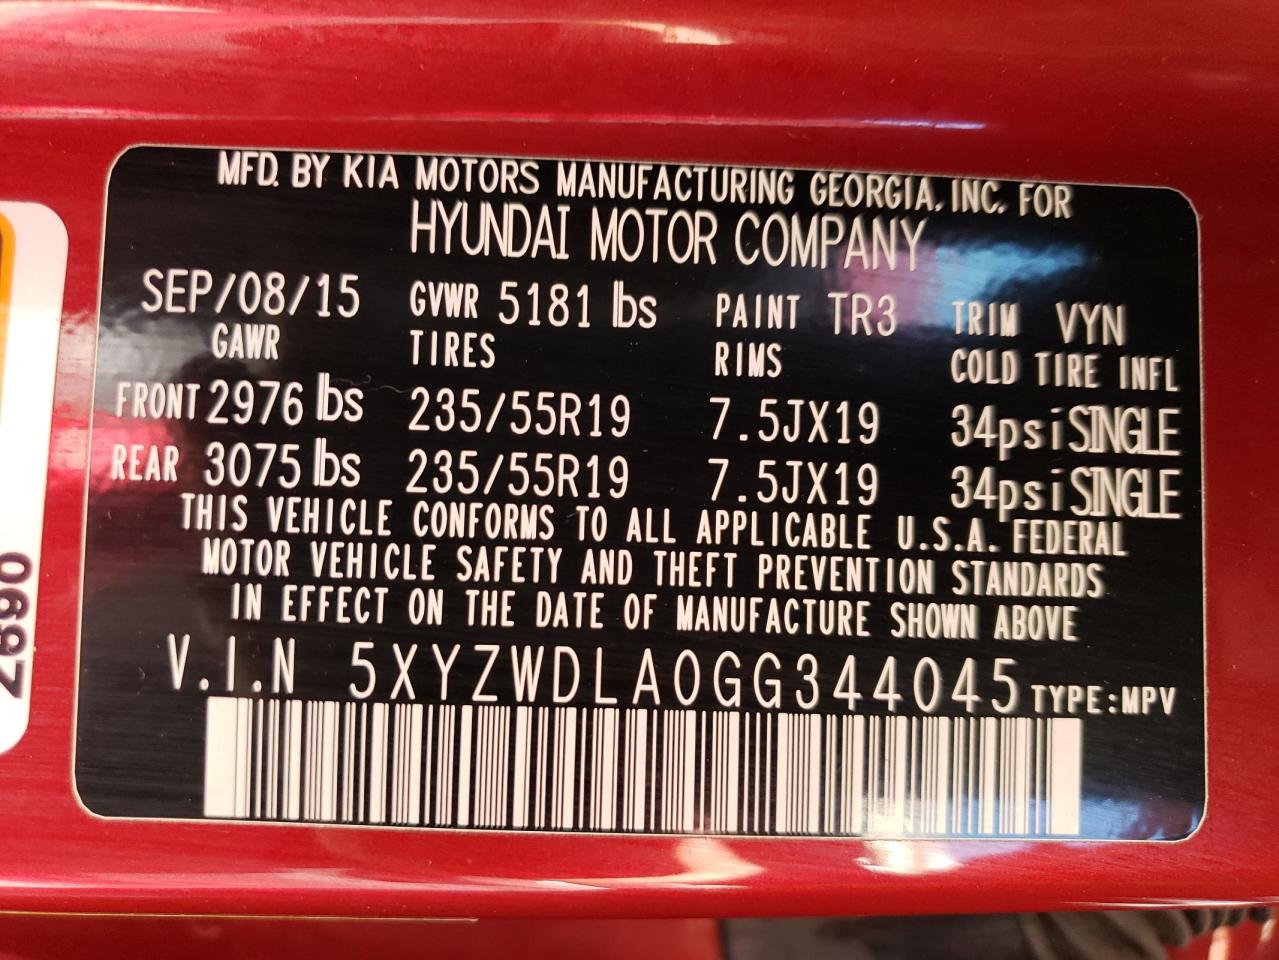 MFD. BY KIA MOTORS MANUFACTURING GEORGIA, INC. FOR
HYUNDAI MOTOR COMPANY
SEP/08/15 GVWR 5181 lbs PAINT TR3 TRIM VYN
GAWR TIRES RIMS COLD TIRE INFL
FRONT 2976 lbs 235/55R19 7.5JX19 34psi SINGLE
REAR 3075 lbs 235/55R19 7.5JX19 34psi SINGLE
THIS VEHICLE CONFORMS TO ALL APPLICABLE U.S.A. FEDERAL
MOTOR VEHICLE SAFETY AND THEFT PREVENTION STANDARDS
IN EFFECT ON THE DATE OF MANUFACTURE SHOWN ABOVE
V.I.N 5XYZWDLA0GG344045 TYPE:MPV